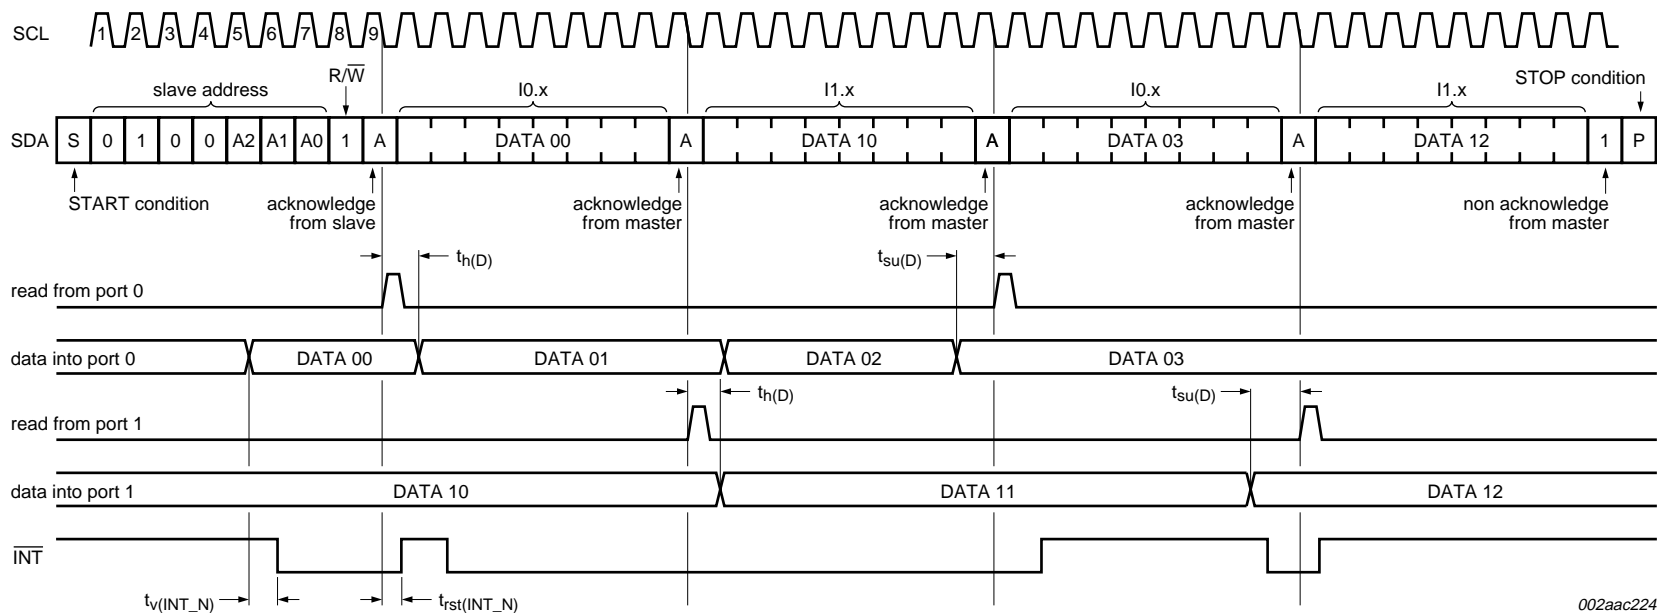 SCL 1 2 3 4 5 6 7 8 9
R/W̅
slave address I0.x I1.x I0.x I1.x STOP condition
SDA S 0 1 0 0 A2 A1 A0 1 A DATA 00 A DATA 10 A DATA 03 A DATA 12 1 P
START condition
acknowledge from slave
acknowledge from master
acknowledge from master
acknowledge from master
non acknowledge from master
th(D) tsu(D)
read from port 0
data into port 0 DATA 00 DATA 01 DATA 02 DATA 03
th(D) tsu(D)
read from port 1
data into port 1 DATA 10 DATA 11 DATA 12
I̅N̅T̅
tv(INT_N) trst(INT_N)
002aac224